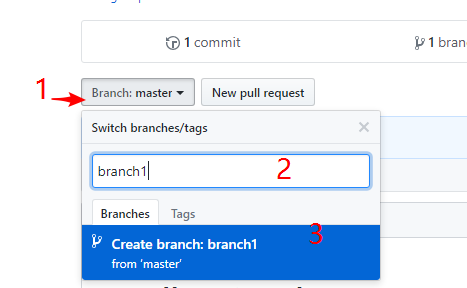 1 commit
1 bran
1
Branch: master
New pull request
Switch branches/tags
branch1
2
Branches
Tags
3
Create branch: branch1
from 'master'